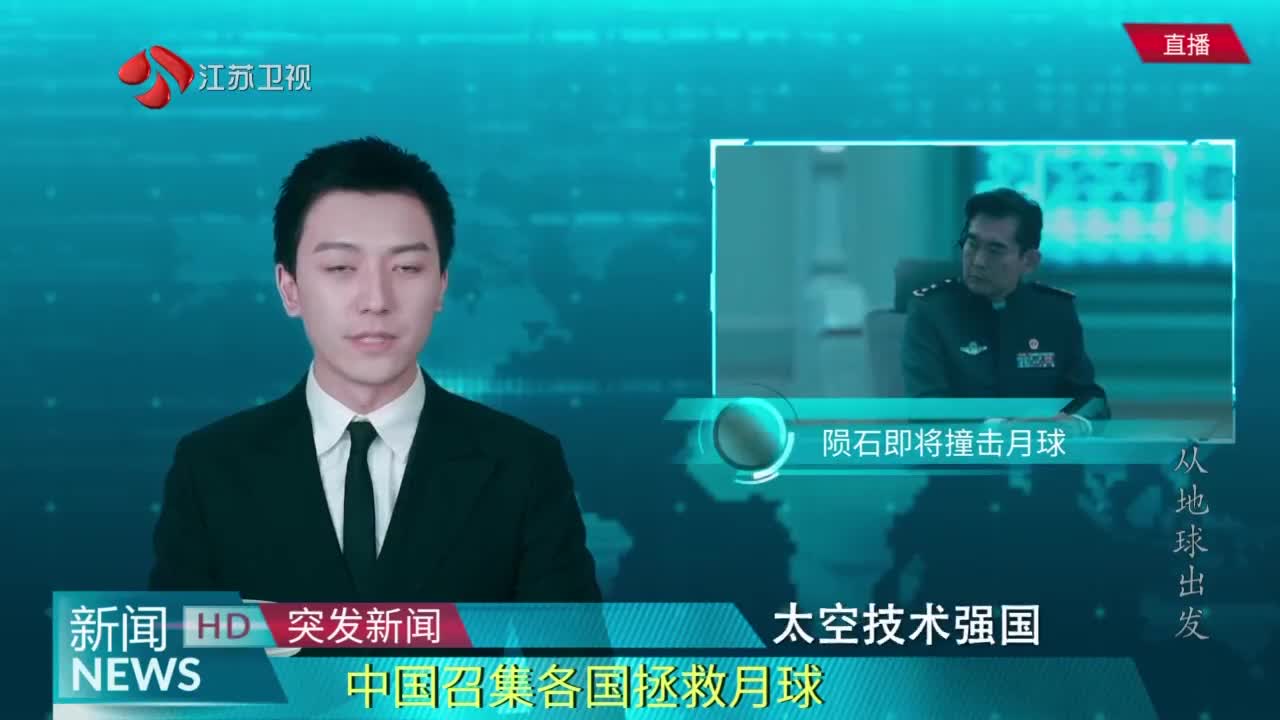 江苏卫视
直播
陨石即将撞击月球
从地球出发
新闻
HD
突发新闻
太空技术强国
NEWS
中国召集各国拯救月球